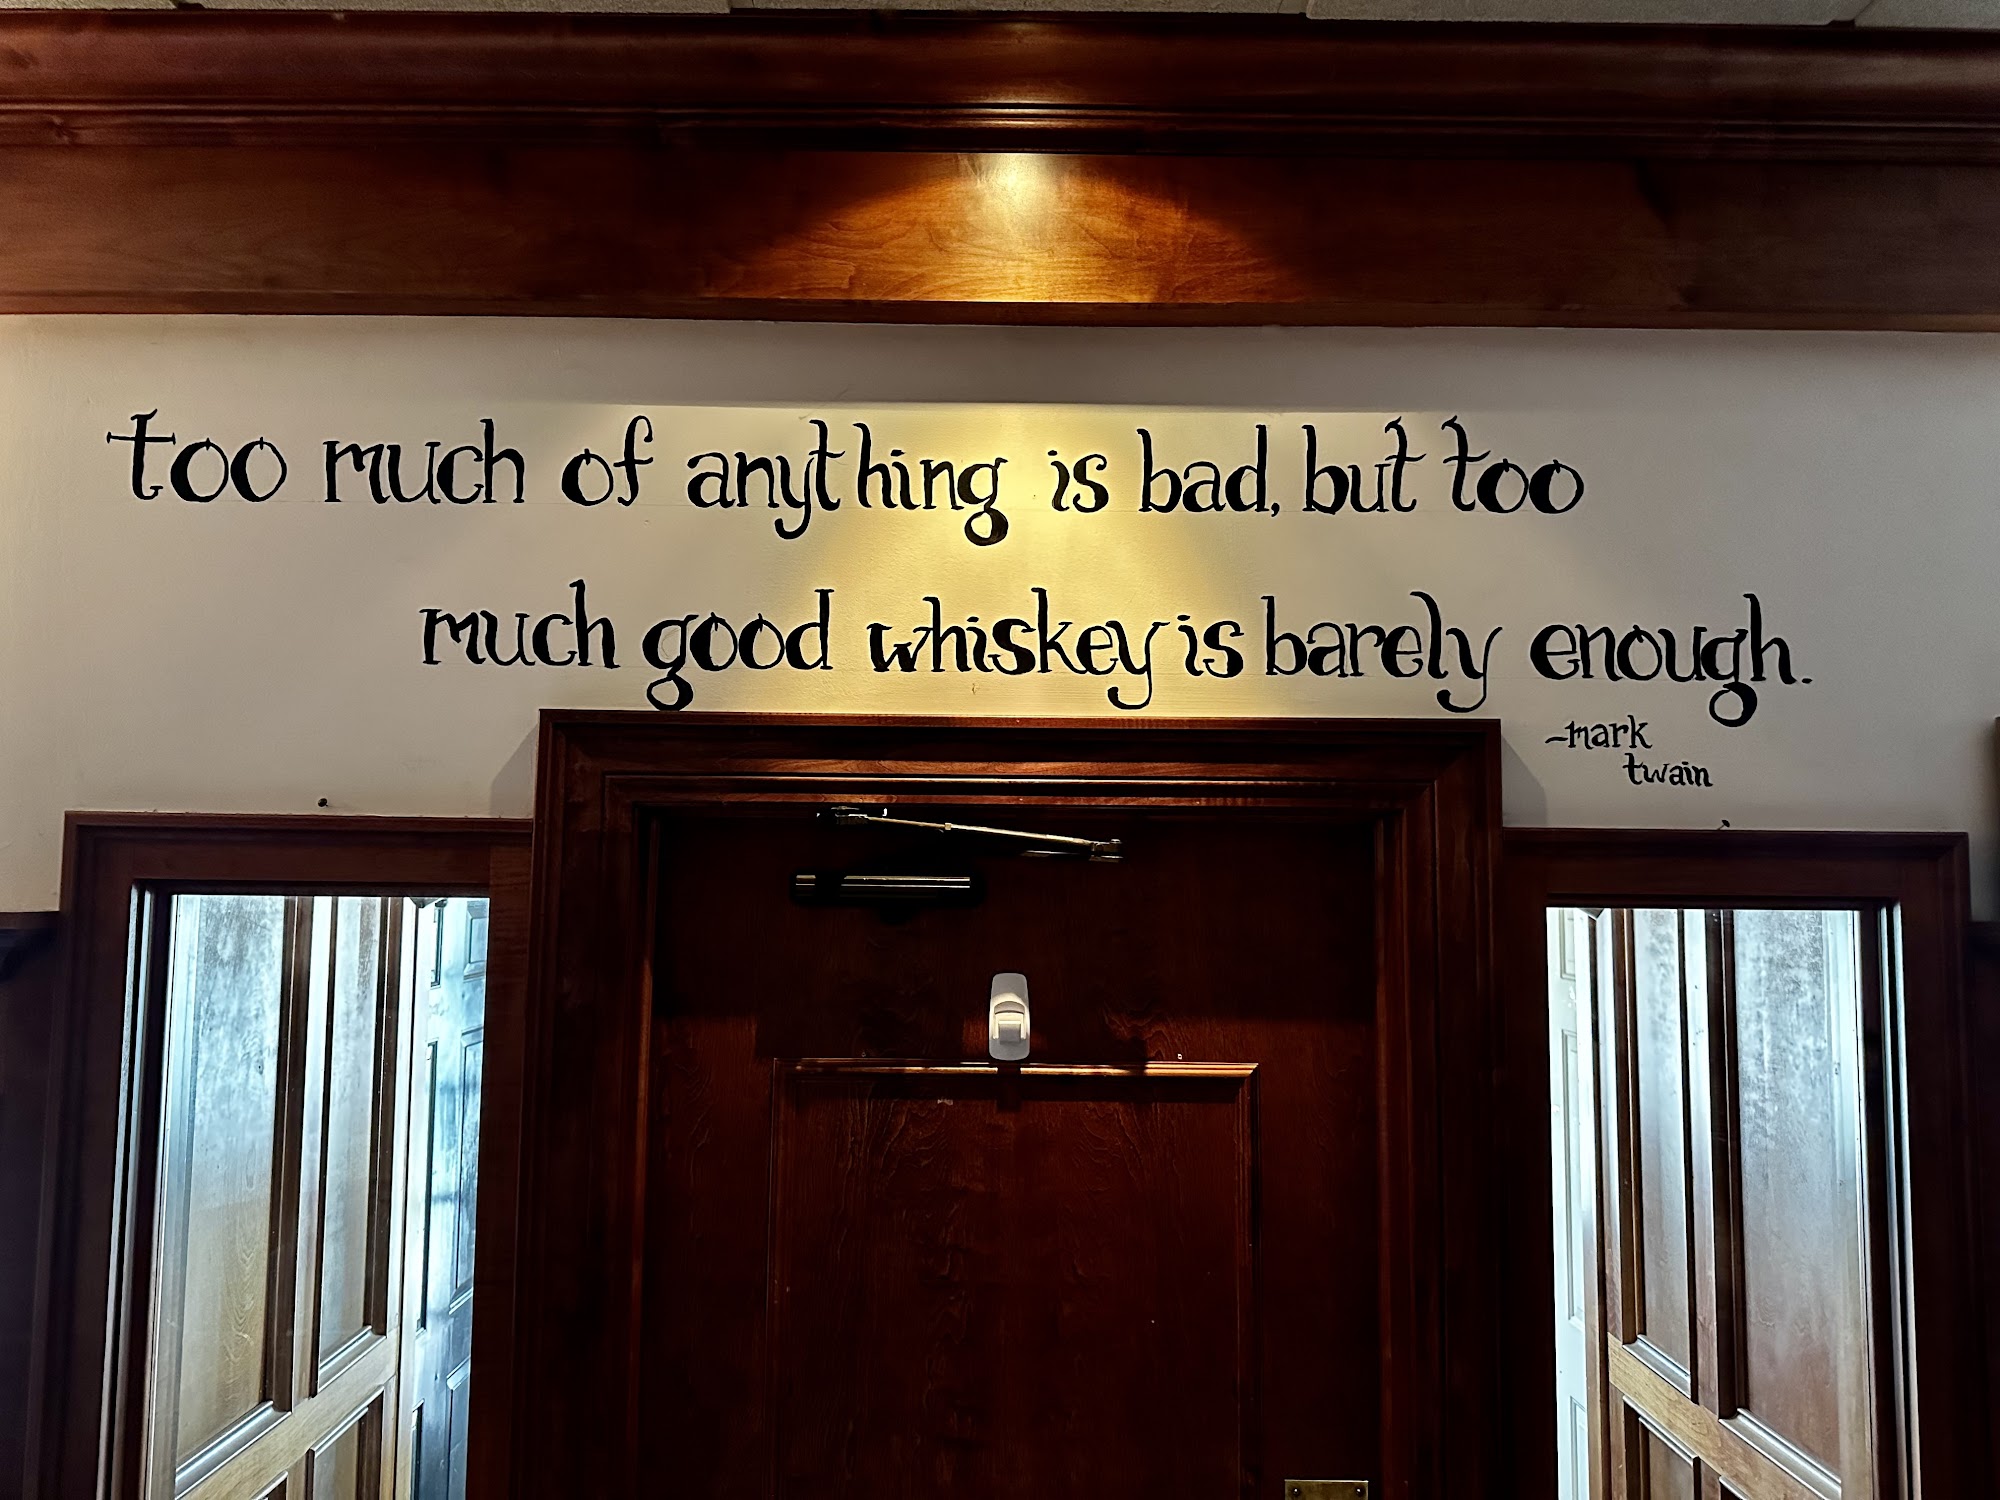 too much of anything is bad, but too
much good whiskey is barely enough.
~mark
twain